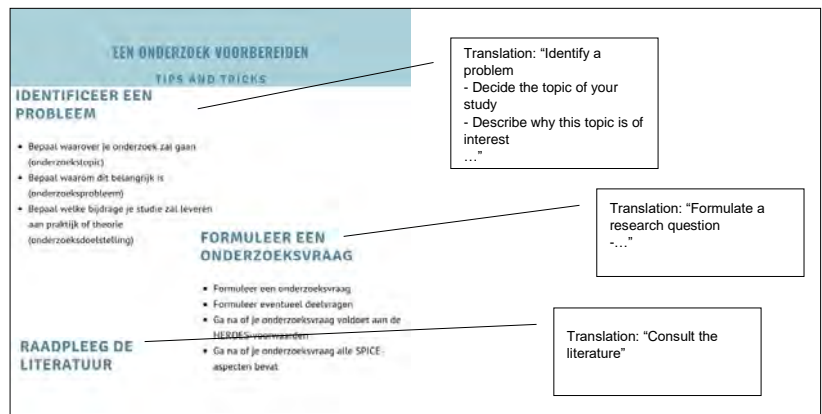 EEN ONDERZOEK VOORBEREIDEN
TIPS AND TRICKS
IDENTIFICEER EEN
PROBLEEM
• Bepaal waarover je onderzoek zal gaan
(onderzoekstopic)
• Bepaal waarom dit belangrijk is
(onderzoeksprobleem)
• Bepaal welke bijdrage je studie zal leveren
aan praktijk of theorie
(onderzoeksdoelstelling)
FORMULEER EEN
ONDERZOEKSVRAAG
• Formuleer een onderzoeksvraag
• Formuleer eventueel deelvragen
• Ga na of je onderzoeksvraag voldoet aan de
HEROES-voorwaarden
• Ga na of je onderzoeksvraag alle SPICE-
aspecten bevat
RAADPLEEG DE
LITERATUUR
Translation: “Identify a
problem
- Decide the topic of your
study
- Describe why this topic is of
interest
…”
Translation: “Formulate a
research question
-…”
Translation: “Consult the
literature”